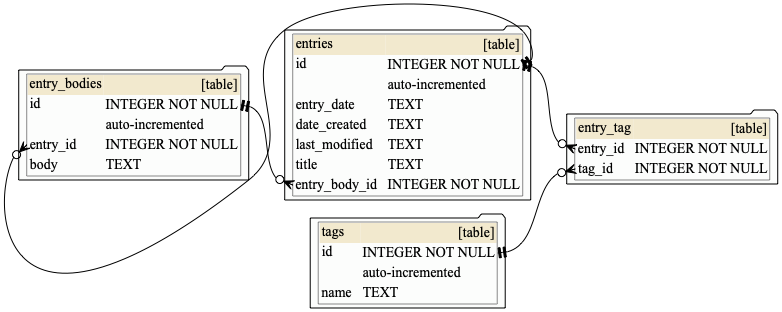 entry_bodies [table]
id INTEGER NOT NULL
auto-incremented
entry_id INTEGER NOT NULL
body TEXT
entries [table]
id INTEGER NOT NULL
auto-incremented
entry_date TEXT
date_created TEXT
last_modified TEXT
title TEXT
entry_body_id INTEGER NOT NULL
tags [table]
id INTEGER NOT NULL
auto-incremented
name TEXT
entry_tag [table]
entry_id INTEGER NOT NULL
tag_id INTEGER NOT NULL